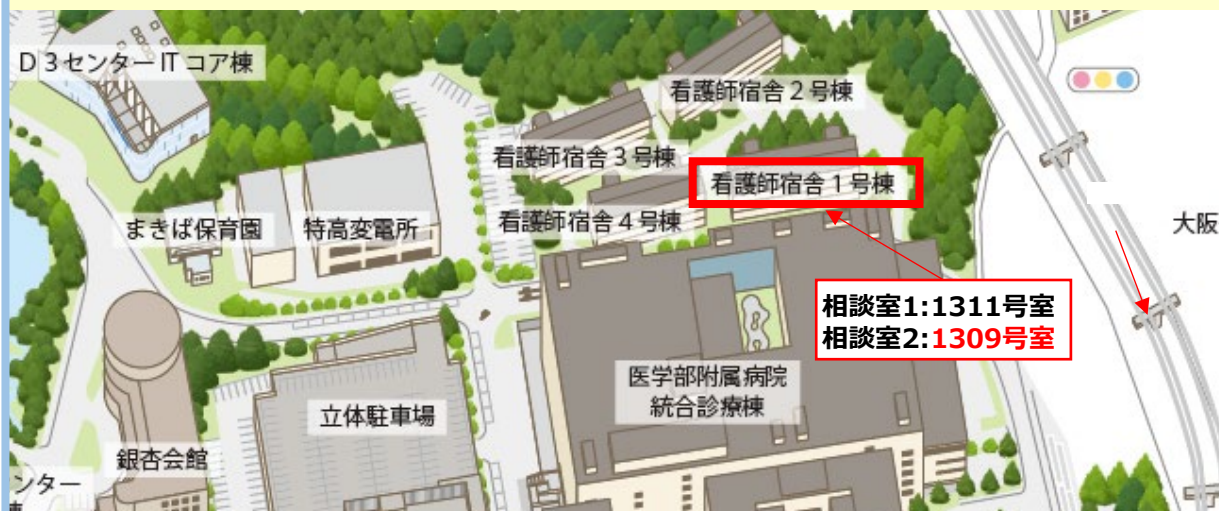 D3センター IT コア棟
看護師宿舎2号棟
看護師宿舎3号棟
看護師宿舎1号棟
まきば保育園
特高変電所
看護師宿舎4号棟
大阪
相談室1:1311号室
相談室2:1309号室
医学部附属病院
統合診療棟
立体駐車場
銀杏会館
ンター